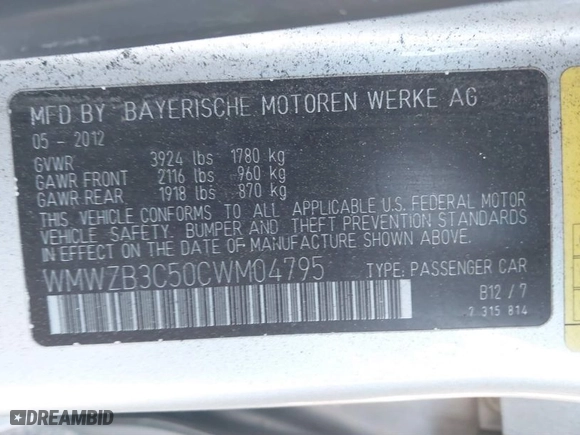 MFD BY BAYERISCHE MOTOREN WERKE AG
05 - 2012
GVWR 3924 lbs 1780 kg
GAWR FRONT 2116 lbs 960 kg
GAWR REAR 1918 lbs 870 kg
THIS VEHICLE CONFORMS TO ALL APPLICABLE U.S. FEDERAL MOTOR
VEHICLE SAFETY, BUMPER AND THEFT PREVENTION STANDARDS
IN EFFECT ON THE DATE OF MANUFACTURE SHOWN ABOVE.
WMWZB3C50CWM04795 TYPE: PASSENGER CAR
B12 / 7
7 315 814
DREAMBID